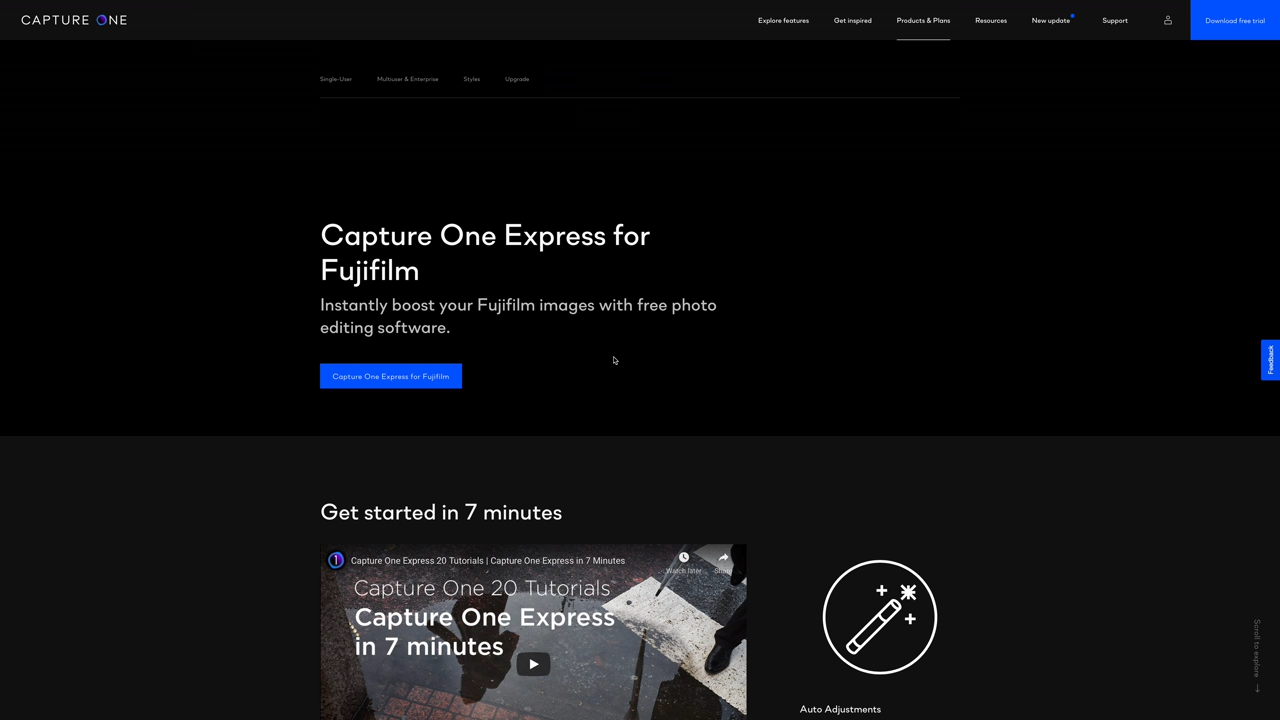 CAPTURE ONE
Explore features
Get inspired
Products & Plans
Resources
New update
Support
Download free trial
Single-User
Multiuser & Enterprise
Styles
Upgrade
Capture One Express for
Fujifilm
Instantly boost your Fujifilm images with free photo
editing software.
Capture One Express for Fujifilm
Feedback
Get started in 7 minutes
1
Capture One Express 20 Tutorials | Capture One Express in 7 Minutes
Watch later
Share
Capture One 20 Tutorials
Capture One Express
in 7 minutes
Auto Adjustments
Scroll to explore